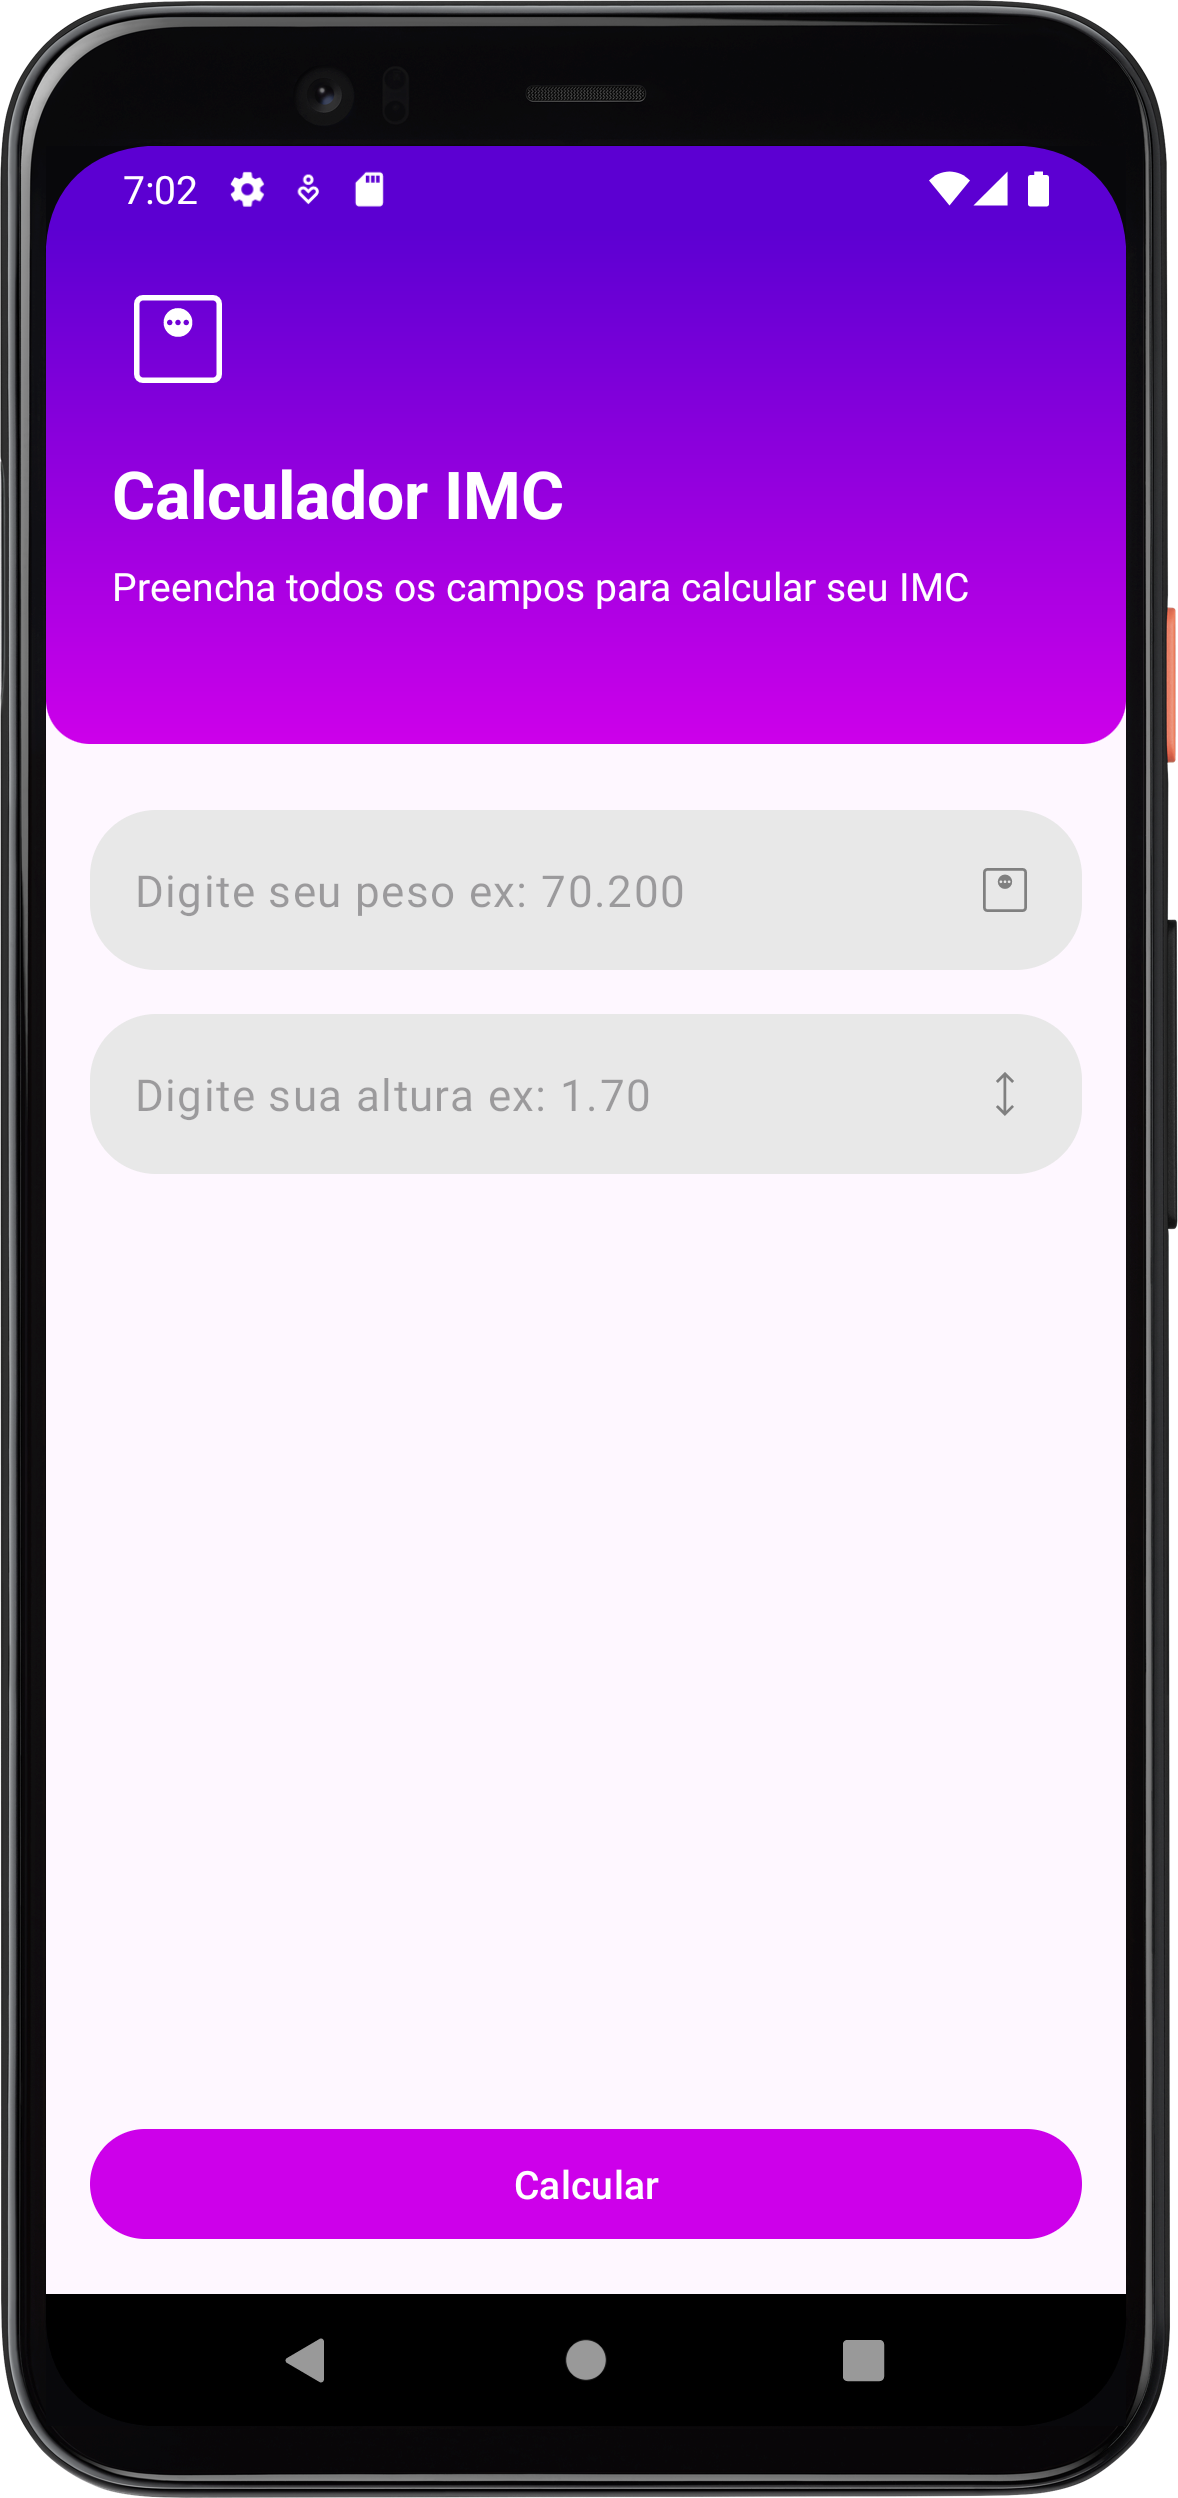 7:02
Calculador IMC
Preencha todos os campos para calcular seu IMC
Digite seu peso ex: 70.200
Digite sua altura ex: 1.70
Calcular